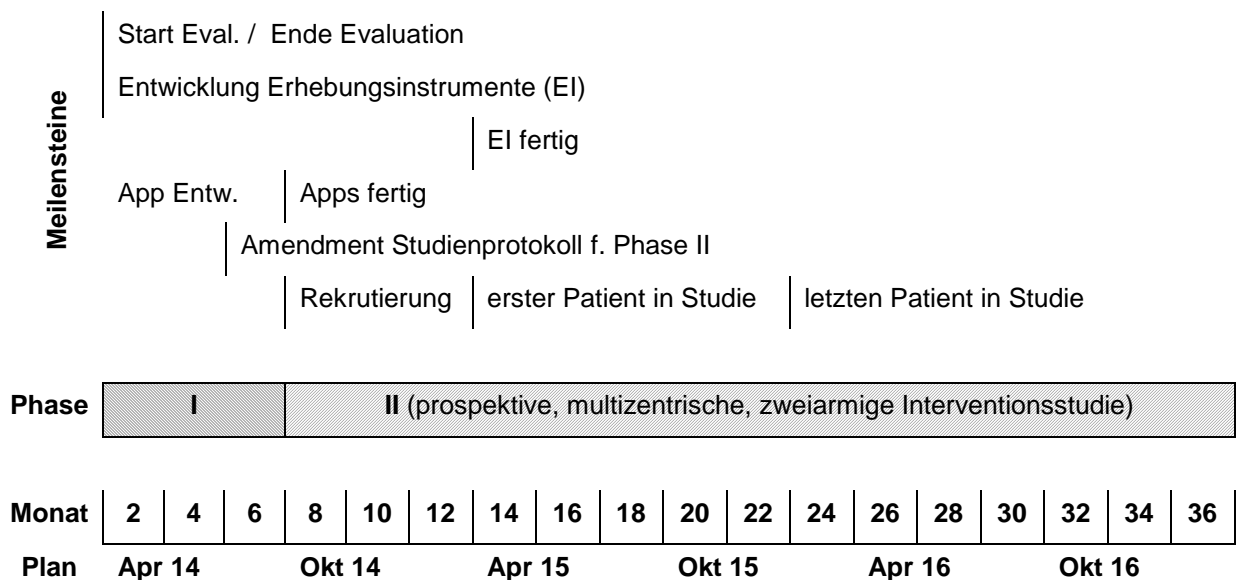 Meilensteine
Start Eval. / Ende Evaluation
Entwicklung Erhebungsinstrumente (EI)
EI fertig
App Entw. Apps fertig
Amendment Studienprotokoll f. Phase II
Rekrutierung erster Patient in Studie letzten Patient in Studie
Phase I II (prospektive, multizentrische, zweiarmige Interventionsstudie)
Monat 2 4 6 8 10 12 14 16 18 20 22 24 26 28 30 32 34 36
Plan Apr 14 Okt 14 Apr 15 Okt 15 Apr 16 Okt 16